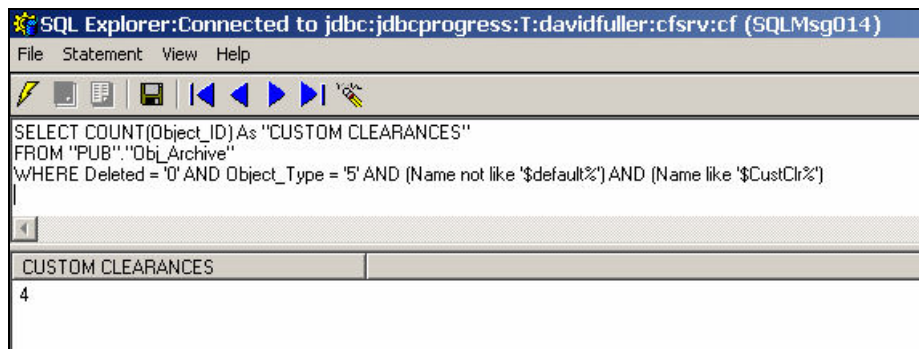 SQL Explorer:Connected to jdbc:jdbcprogress:T:davidfuller:cfsrv:cf (SQLMsg014)
File Statement View Help
SELECT COUNT(Object_ID) As "CUSTOM CLEARANCES"
FROM "PUB"."Obj_Archive"
WHERE Deleted = '0' AND Object_Type = '5' AND (Name not like '$default%') AND (Name like '$CustClr%')
CUSTOM CLEARANCES
4